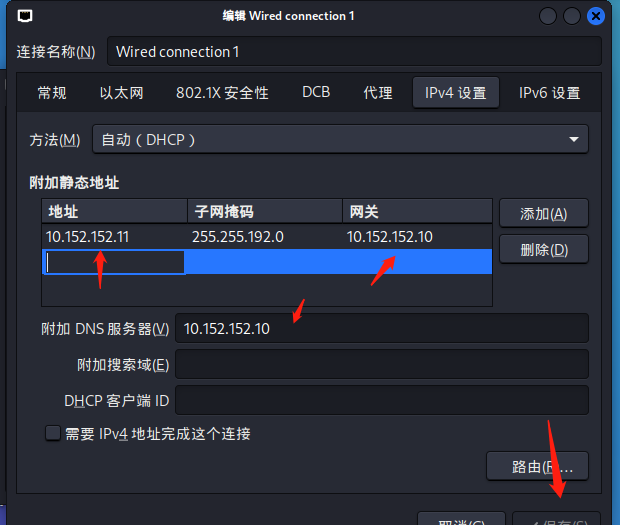 编辑 Wired connection 1
连接名称(N) Wired connection 1
常规 以太网 802.1X 安全性 DCB 代理 IPv4 设置 IPv6 设置
方法(M) 自动（DHCP）
附加静态地址
地址 子网掩码 网关 添加(A)
10.152.152.11 255.255.192.0 10.152.152.10
删除(D)
附加 DNS 服务器(V) 10.152.152.10
附加搜索域(E)
DHCP 客户端 ID
需要 IPv4 地址完成这个连接
路由(R)...
取消(C) 保存(S)